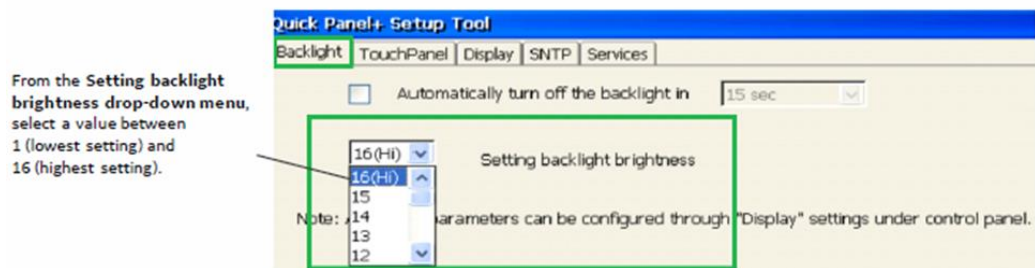 Quick Panel+ Setup Tool
Backlight TouchPanel Display SNTP Services
From the Setting backlight
brightness drop-down menu,
select a value between
1 (lowest setting) and
16 (highest setting).
Automatically turn off the backlight in 15 sec
16(Hi) Setting backlight brightness
16(Hi)
15
Note: 14 arameters can be configured through "Display" settings under control panel.
13
12